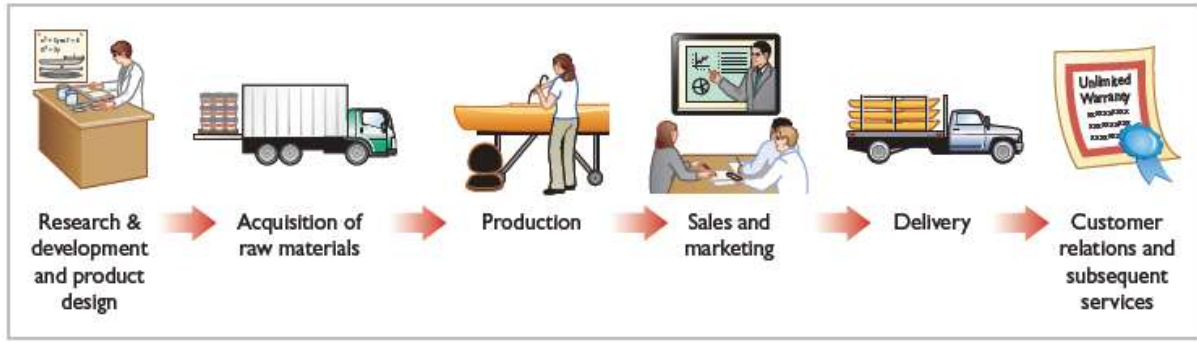 Research &
development
and product
design
Acquisition of
raw materials
Production
Sales and
marketing
Delivery
Customer
relations and
subsequent
services
Unlimited
Warranty